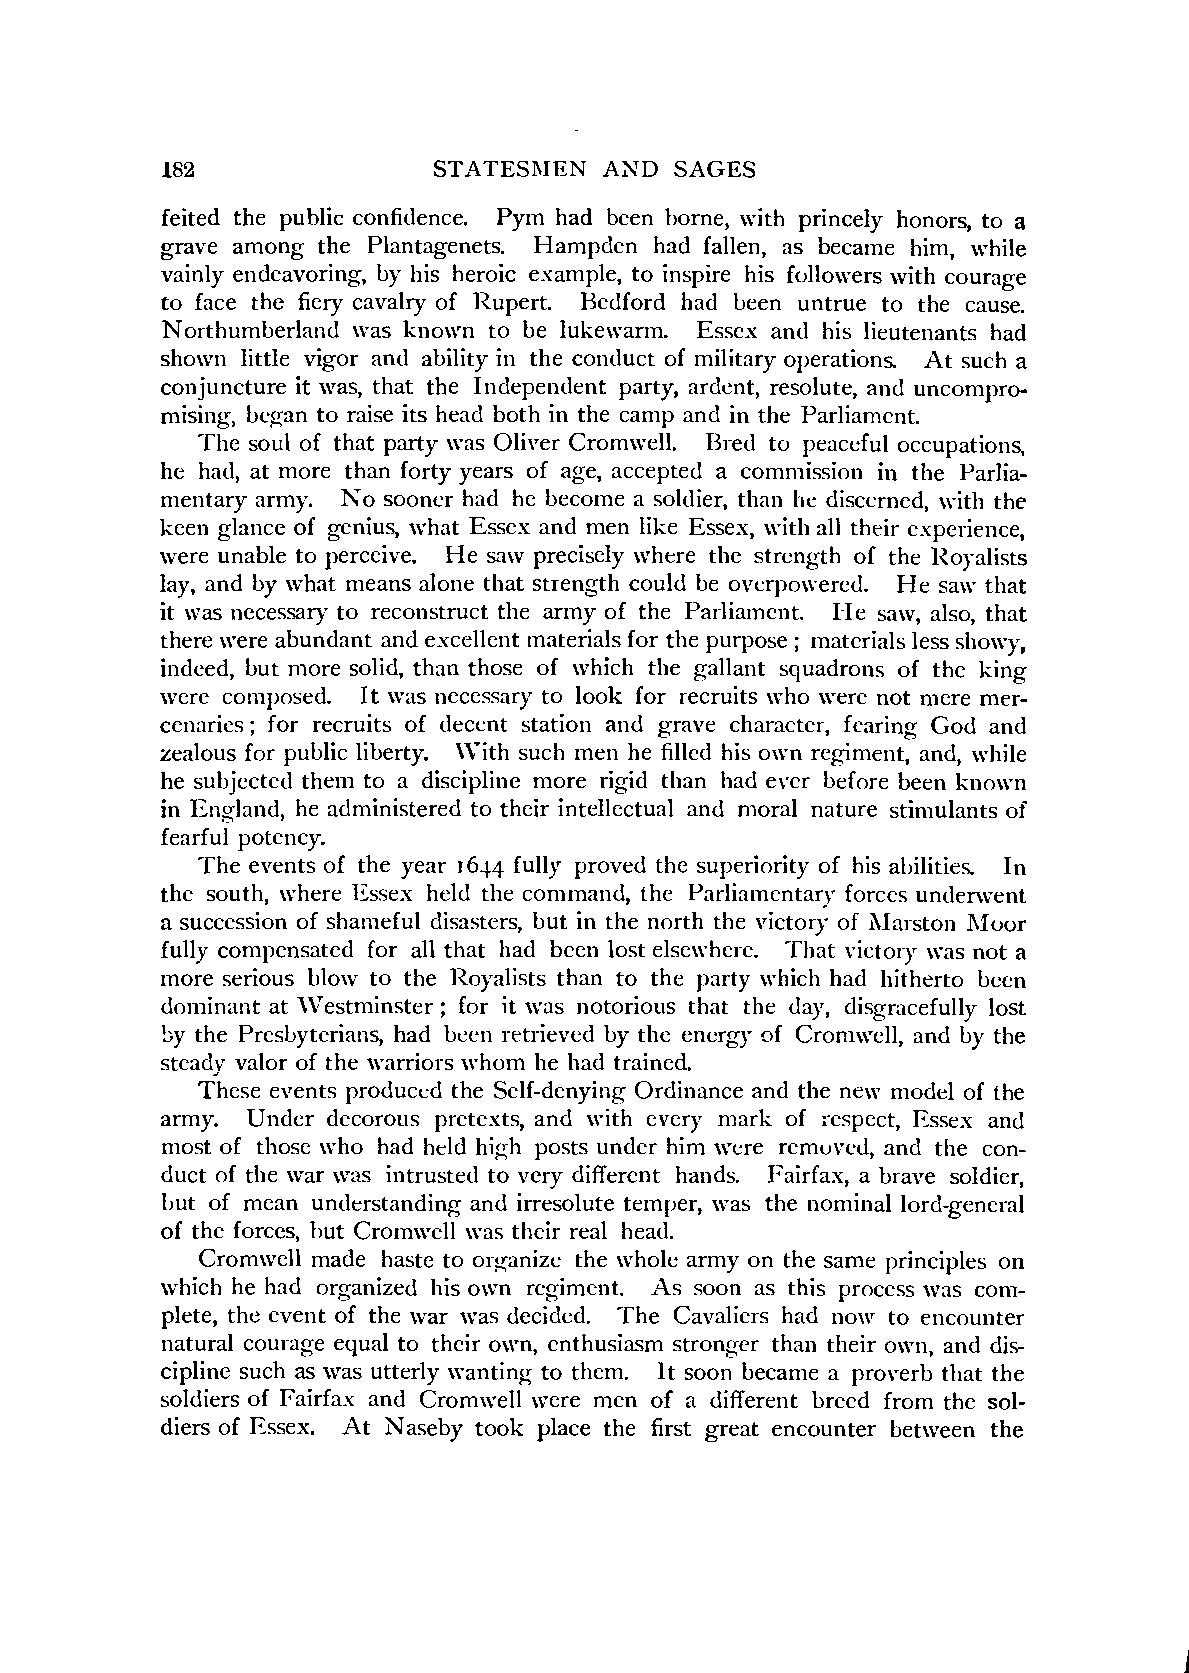 182 STATESMEN AND SAGES
feited the public confidence. Pym had been borne, with princely honors, to a
grave among the Plantagenets. Hampden had fallen, as became him, while
vainly endeavoring, by his heroic example, to inspire his followers with courage
to face the fiery cavalry of Rupert. Bedford had been untrue to the cause.
Northumberland was known to be lukewarm. Essex and his lieutenants had
shown little vigor and ability in the conduct of military operations. At such a
conjuncture it was, that the Independent party, ardent, resolute, and uncompro-
mising, began to raise its head both in the camp and in the Parliament.
The soul of that party was Oliver Cromwell. Bred to peaceful occupations,
he had, at more than forty years of age, accepted a commission in the Parlia-
mentary army. No sooner had he become a soldier, than he discerned, with the
keen glance of genius, what Essex and men like Essex, with all their experience,
were unable to perceive. He saw precisely where the strength of the Royalists
lay, and by what means alone that strength could be overpowered. He saw that
it was necessary to reconstruct the army of the Parliament. He saw, also, that
there were abundant and excellent materials for the purpose ; materials less showy,
indeed, but more solid, than those of which the gallant squadrons of the king
were composed. It was necessary to look for recruits who were not mere mer-
cenaries ; for recruits of decent station and grave character, fearing God and
zealous for public liberty. With such men he filled his own regiment, and, while
he subjected them to a discipline more rigid than had ever before been known
in England, he administered to their intellectual and moral nature stimulants of
fearful potency.
The events of the year 1644 fully proved the superiority of his abilities. In
the south, where Essex held the command, the Parliamentary forces underwent
a succession of shameful disasters, but in the north the victory of Marston Moor
fully compensated for all that had been lost elsewhere. That victory was not a
more serious blow to the Royalists than to the party which had hitherto been
dominant at Westminster ; for it was notorious that the day, disgracefully lost
by the Presbyterians, had been retrieved by the energy of Cromwell, and by the
steady valor of the warriors whom he had trained.
These events produced the Self-denying Ordinance and the new model of the
army. Under decorous pretexts, and with every mark of respect, Essex and
most of those who had held high posts under him were removed, and the con-
duct of the war was intrusted to very different hands. Fairfax, a brave soldier,
but of mean understanding and irresolute temper, was the nominal lord-general
of the forces, but Cromwell was their real head.
Cromwell made haste to organize the whole army on the same principles on
which he had organized his own regiment. As soon as this process was com-
plete, the event of the war was decided. The Cavaliers had now to encounter
natural courage equal to their own, enthusiasm stronger than their own, and dis-
cipline such as was utterly wanting to them. It soon became a proverb that the
soldiers of Fairfax and Cromwell were men of a different breed from the sol-
diers of Essex. At Naseby took place the first great encounter between the